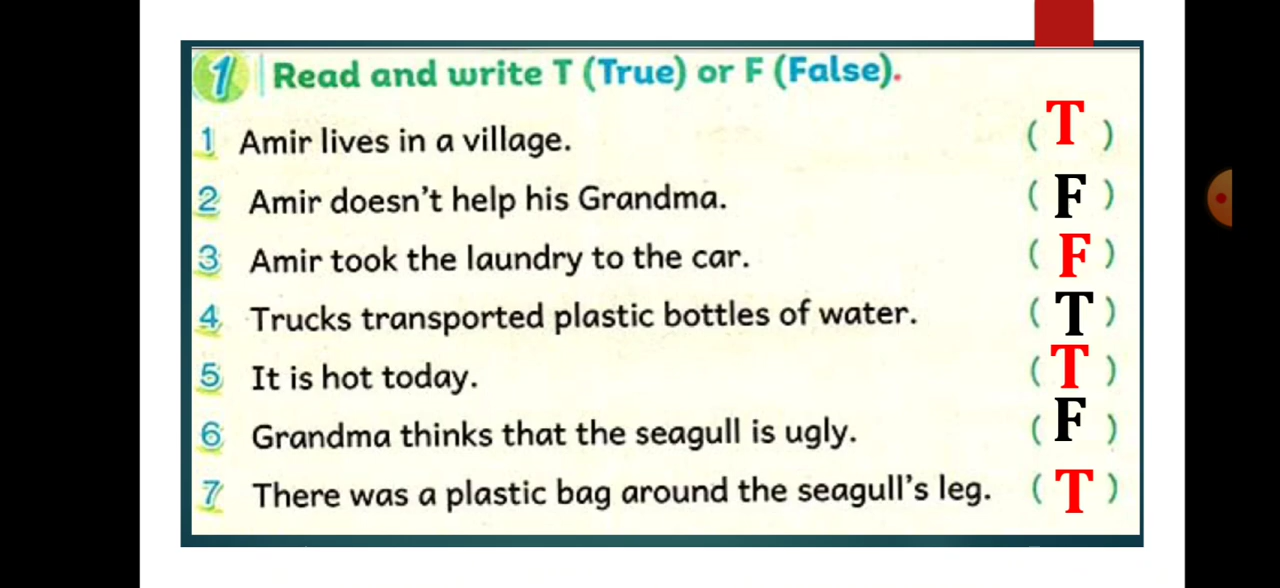 1 Read and write T (True) or F (False).
1 Amir lives in a village. ( T )
2 Amir doesn't help his Grandma. ( F )
3 Amir took the laundry to the car. ( F )
4 Trucks transported plastic bottles of water. ( T )
5 It is hot today. ( T )
6 Grandma thinks that the seagull is ugly. ( F )
7 There was a plastic bag around the seagull's leg. ( T )